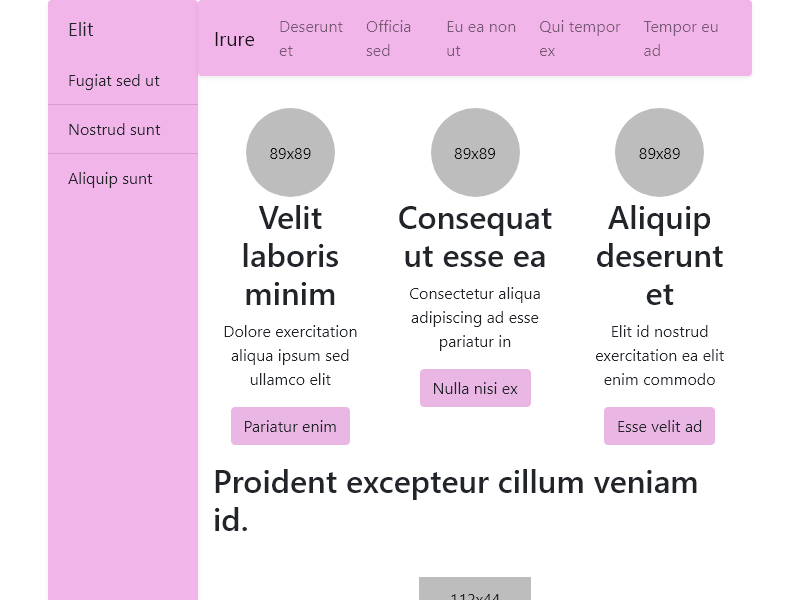 Elit
Fugiat sed ut
Nostrud sunt
Aliquip sunt
Irure
Deserunt
et
Officia
sed
Eu ea non
ut
Qui tempor
ex
Tempor eu
ad
89x89
Velit
laboris
minim
Dolore exercitation
aliqua ipsum sed
ullamco elit
Pariatur enim
89x89
Consequat
ut esse ea
Consectetur aliqua
adipiscing ad esse
pariatur in
Nulla nisi ex
89x89
Aliquip
deserunt
et
Elit id nostrud
exercitation ea elit
enim commodo
Esse velit ad
Proident excepteur cillum veniam
id.
112x44